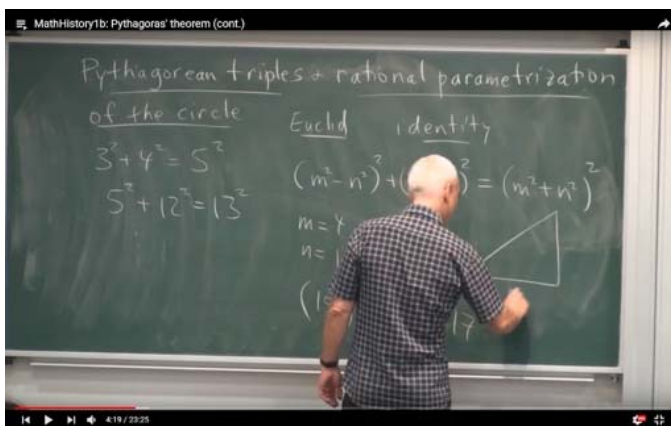 MathHistory1b: Pythagoras' theorem (cont.)
Pythagorean triples + rational parametrization
of the circle
Euclid identity
3² + 4² = 5²
5² + 12² = 13²
(m² - n²)² + ( )² = (m² + n²)²
m = 4
n = 1
17
4:19 / 23:25